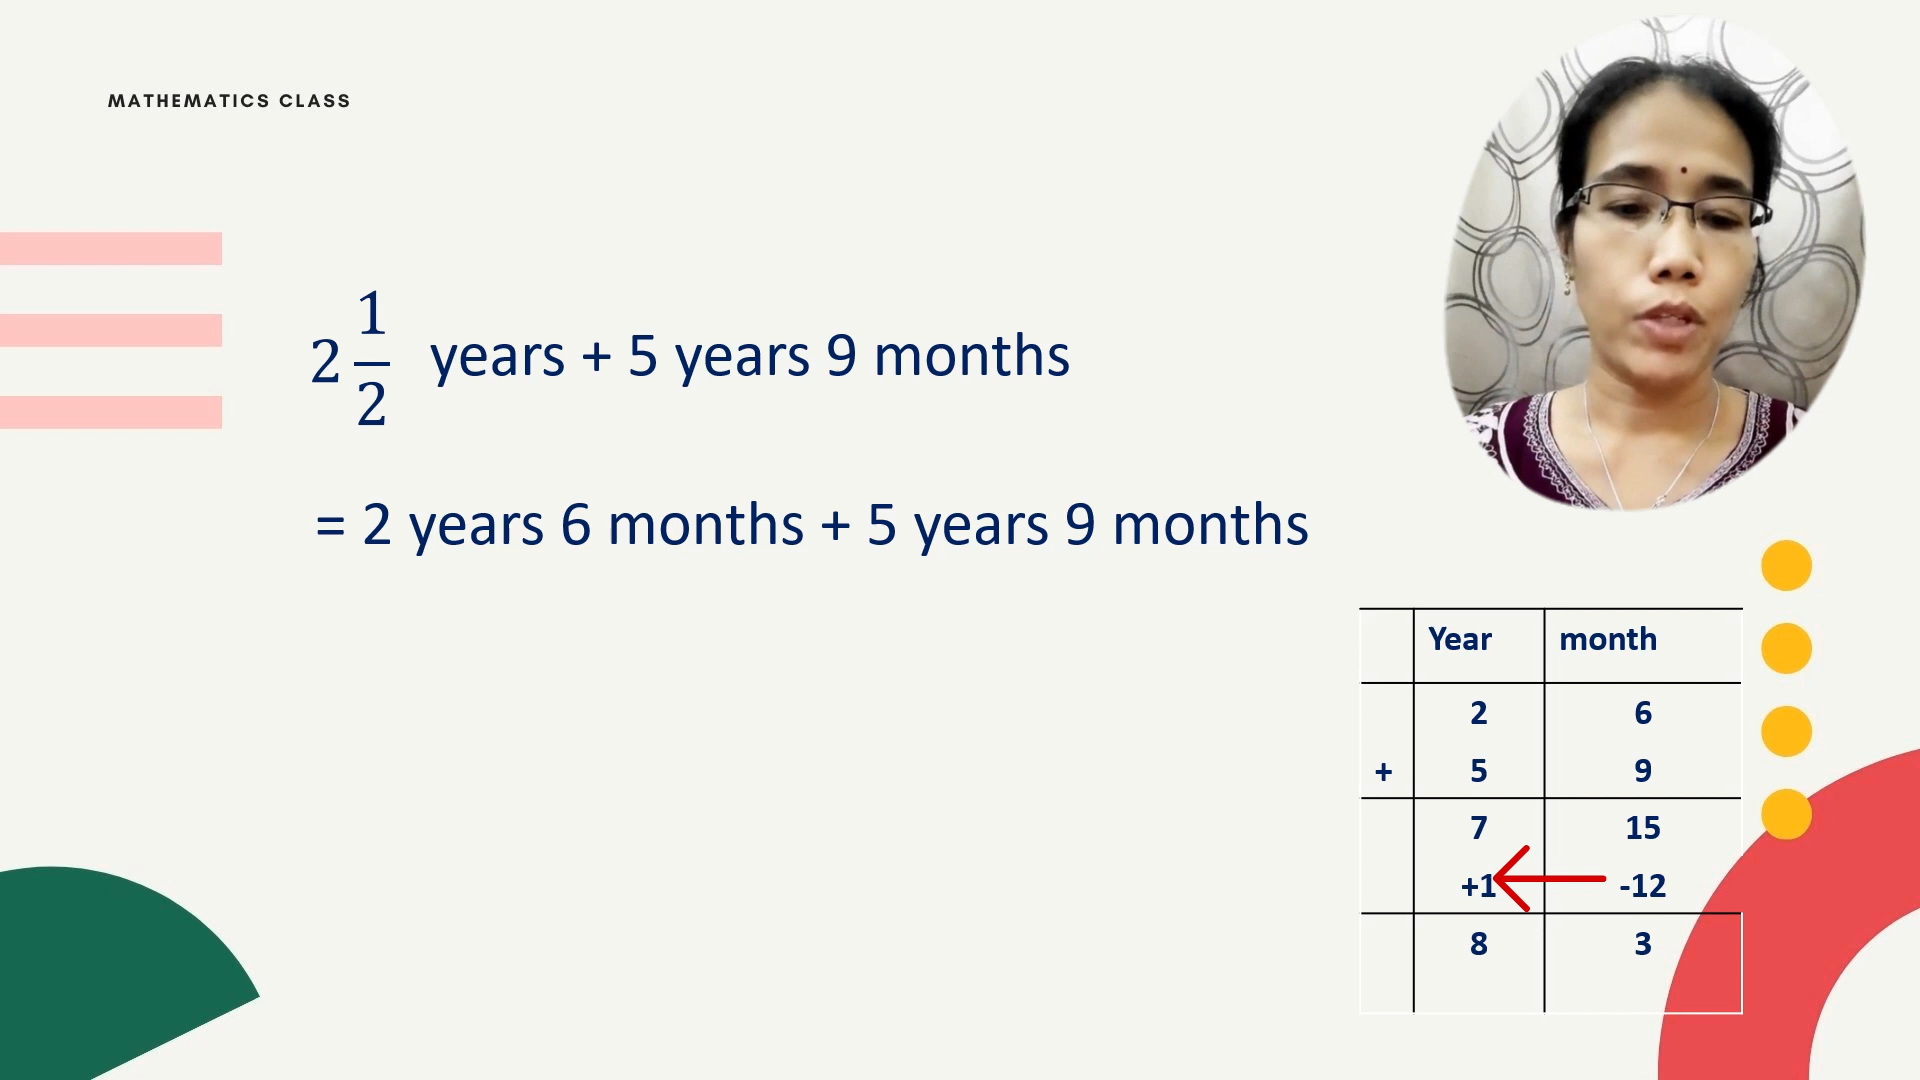 MATHEMATICS CLASS
2 1/2 years + 5 years 9 months
= 2 years 6 months + 5 years 9 months
Year month
2 6
+ 5 9
7 15
+1 -12
8 3